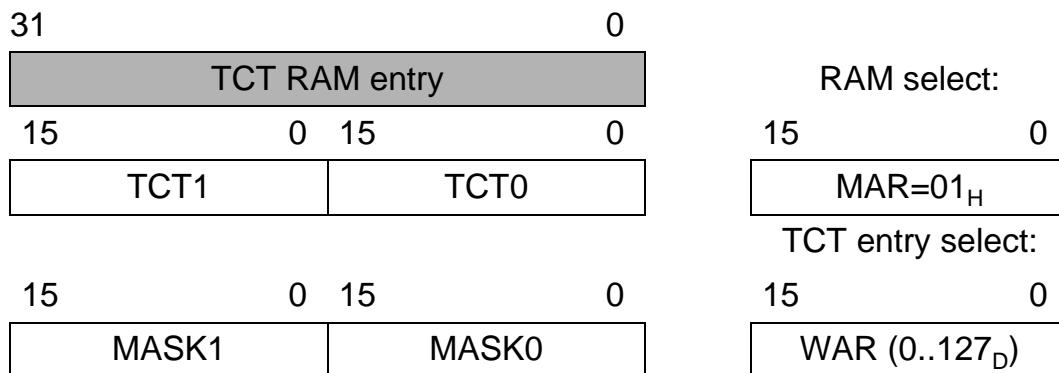 31 0
TCT RAM entry RAM select:
15 0 15 0 15 0
TCT1 TCT0 MAR=01H
TCT entry select:
15 0 15 0 15 0
MASK1 MASK0 WAR (0..127D)